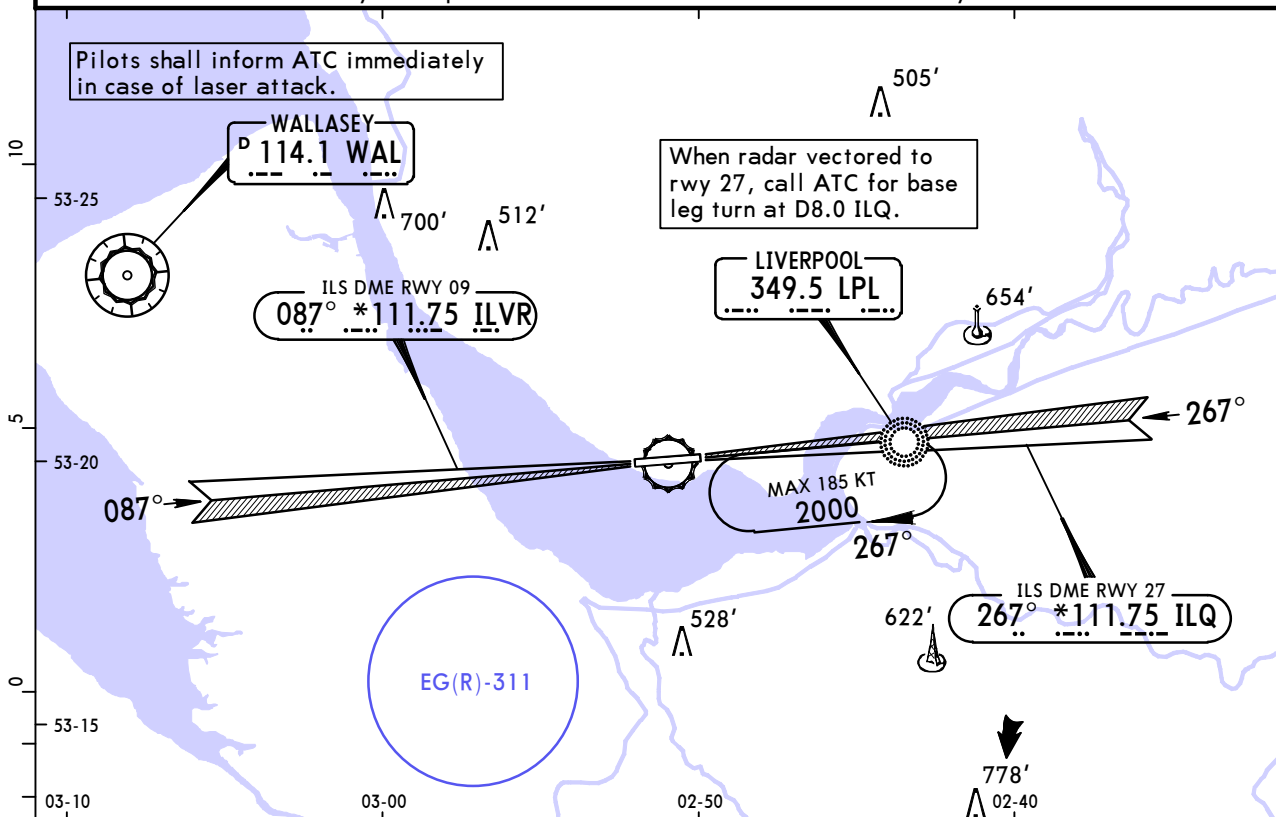 Pilots shall inform ATC immediately
in case of laser attack.
505'
WALLASEY
D 114.1 WAL
10
53-25
700'
512'
When radar vectored to
rwy 27, call ATC for base
leg turn at D8.0 ILQ.
LIVERPOOL
349.5 LPL
ILS DME RWY 09
087° *111.75 ILVR
654'
5
267°
53-20
087°
MAX 185 KT
2000
267°
ILS DME RWY 27
267° *111.75 ILQ
528'
622'
EG(R)-311
0
53-15
778'
03-10
03-00
02-50
02-40